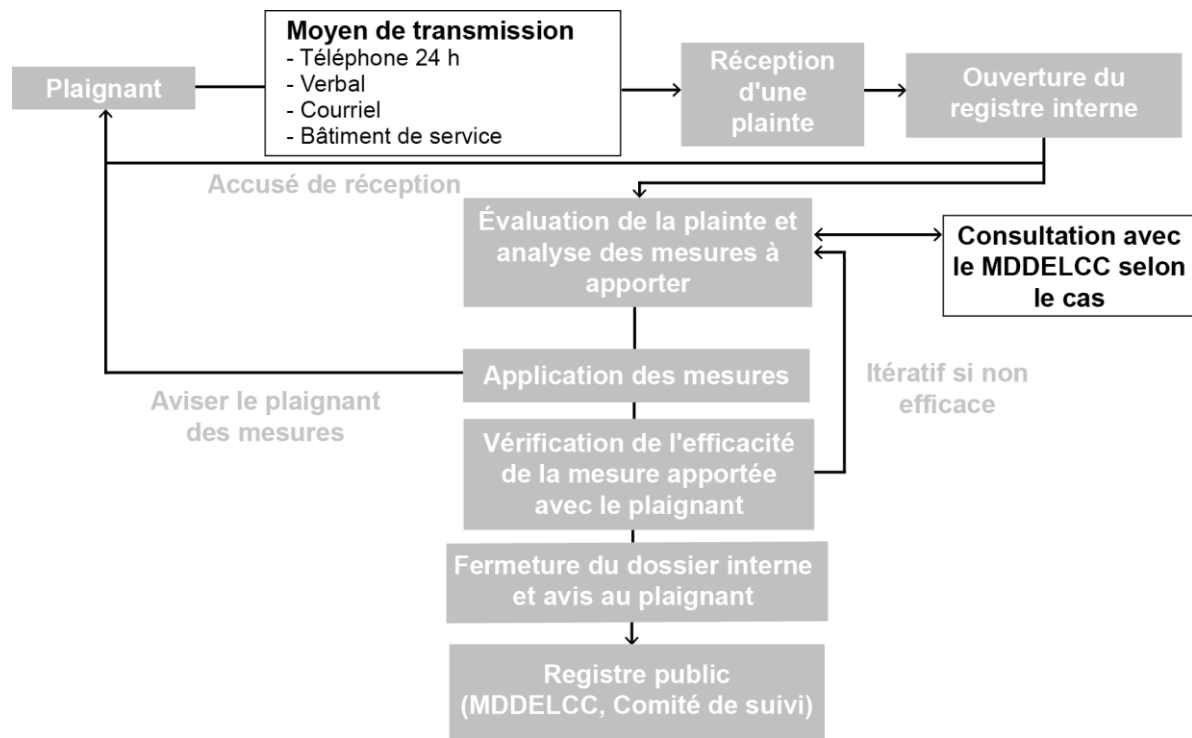 Plaignant
Moyen de transmission
- Téléphone 24 h
- Verbal
- Courriel
- Bâtiment de service
Réception
d'une
plainte
Ouverture du
registre interne
Accusé de réception
Évaluation de la plainte et
analyse des mesures à
apporter
Consultation avec
le MDDELCC selon
le cas
Application des mesures
Itératif si non
efficace
Aviser le plaignant
des mesures
Vérification de l'efficacité
de la mesure apportée
avec le plaignant
Fermeture du dossier interne
et avis au plaignant
Registre public
(MDDELCC, Comité de suivi)